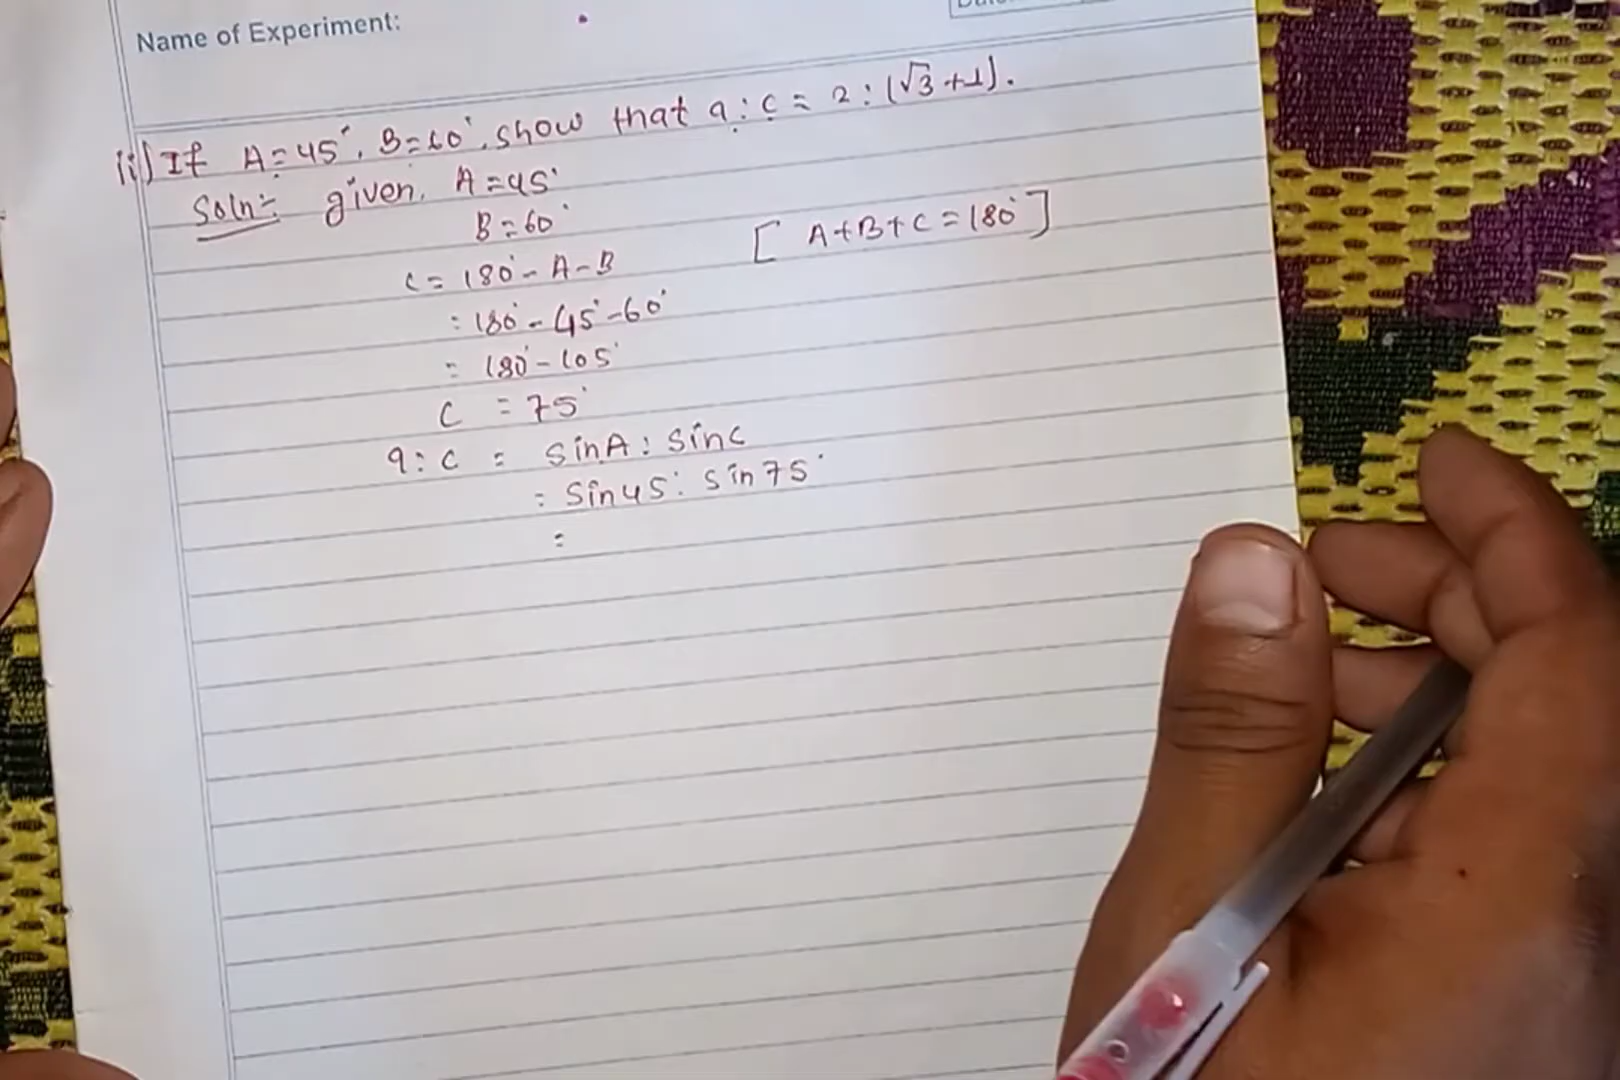 Name of Experiment:
(ii) If A=45°, B=60°, show that a:c = 2:(√3+1).
Soln:- given, A=45°
B=60°
C= 180°-A-B [A+B+C=180°]
= 180°-45°-60°
= 180°-105°
C = 75°
a:c = sinA: sinC
= sin45°: sin75°
=